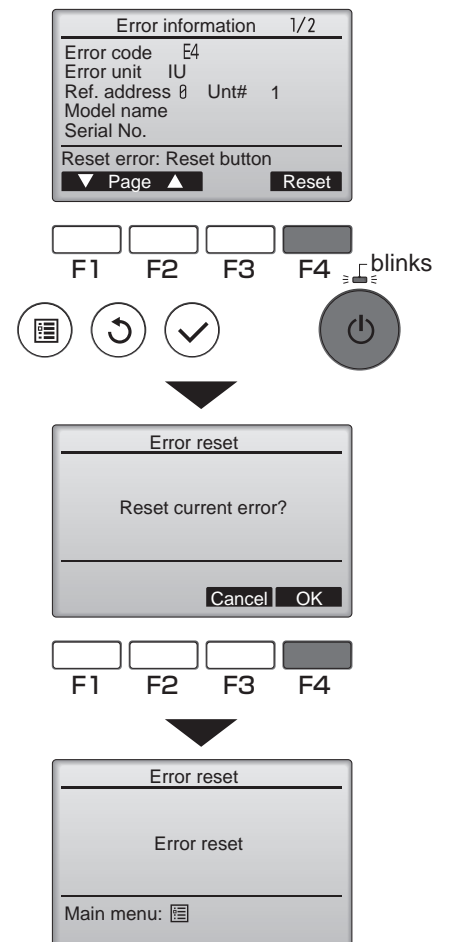 Error information 1/2
Error code E4
Error unit IU
Ref. address 0 Unt# 1
Model name
Serial No.
Reset error: Reset button
▼ Page ▲ Reset
F1 F2 F3 F4
blinks
Error reset
Reset current error?
Cancel OK
F1 F2 F3 F4
Error reset
Error reset
Main menu: